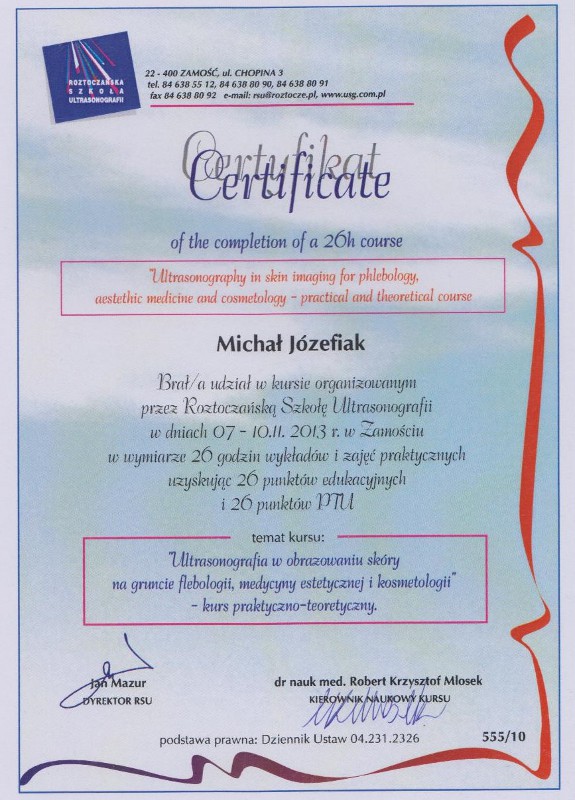 ROZTOCZAŃSKA
SZKOŁA
ULTRASONOGRAFII
22 - 400 ZAMOŚĆ, ul. CHOPINA 3
tel. 84 638 55 12, 84 638 80 90, 84 638 80 91
fax 84 638 80 92 e-mail: rsu@roztocze.pl, www.usg.com.pl
Certyfikat
Certificate
of the completion of a 26h course
"Ultrasonography in skin imaging for phlebology,
aestethic medicine and cosmetology - practical and theoretical course
Michał Józefiak
Brał/a udział w kursie organizowanym
przez Roztoczańską Szkołę Ultrasonografii
w dniach 07 - 10.11. 2013 r. w Zamościu
w wymiarze 26 godzin wykładów i zajęć praktycznych
uzyskując 26 punktów edukacyjnych
i 26 punktów PTU
temat kursu:
"Ultrasonografia w obrazowaniu skóry
na gruncie flebologii, medycyny estetycznej i kosmetologii"
- kurs praktyczno-teoretyczny.
Jan Mazur
DYREKTOR RSU
dr nauk med. Robert Krzysztof Mlosek
KIEROWNIK NAUKOWY KURSU
podstawa prawna: Dziennik Ustaw 04.231.2326
555/10